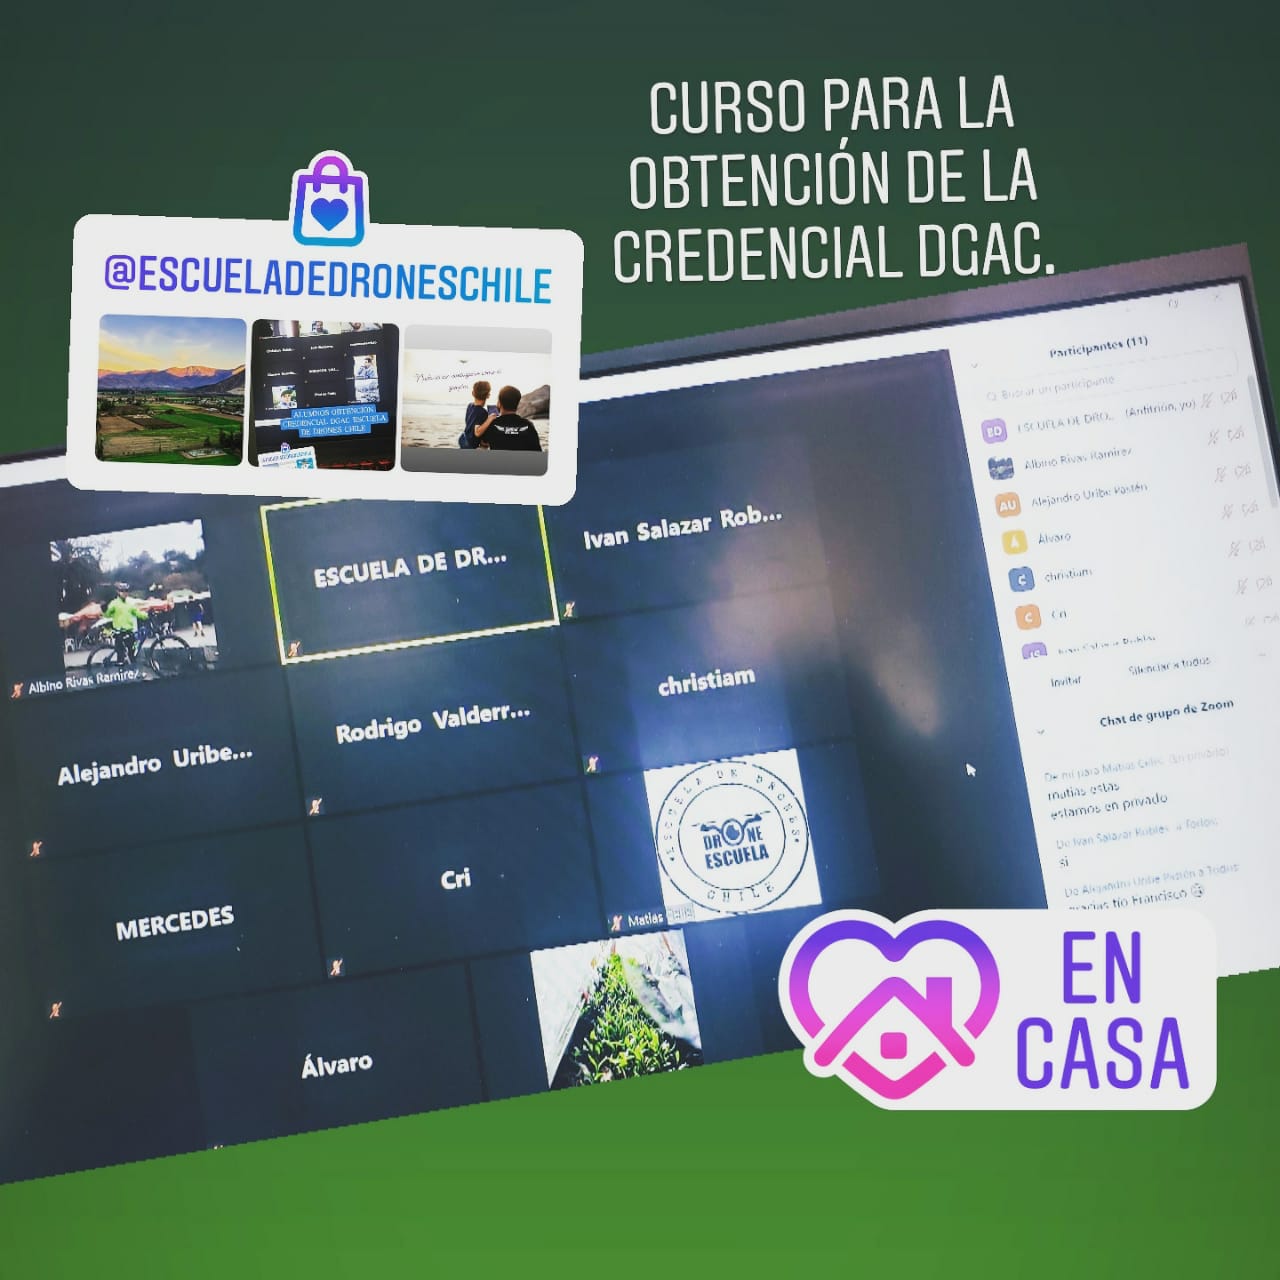 CURSO PARA LA
OBTENCIÓN DE LA
CREDENCIAL DGAC.
@ESCUELADEDRONESCHILE
ALUMNOS OBTENCION
CREDENCIAL DGAC ESCUELA
DE DRONES CHILE
Albino Rivas Ramirez
ESCUELA DE DR...
Ivan Salazar Rob...
Alejandro Uribe...
Rodrigo Valderr...
christiam
MERCEDES
Cri
ESCUELA DE DRONES
DRONE
ESCUELA
CHILE
Matias
Álvaro
Participantes (11)
Buscar un participante
ED ESCUELA DE DRO... (Anfitrión, yo)
Albino Rivas Ramirez
AU Alejandro Uribe Pastén
Á Álvaro
C christiam
C Cri
Invitar Silenciar a todos
Chat de grupo de Zoom
De mí para Matias Celis: (En privado)
matias estas
estamos en privado
De Ivan Salazar Robles a Todos:
si
De Alejandro Uribe Pastén a Todos:
gracias tio Francisco
EN
CASA